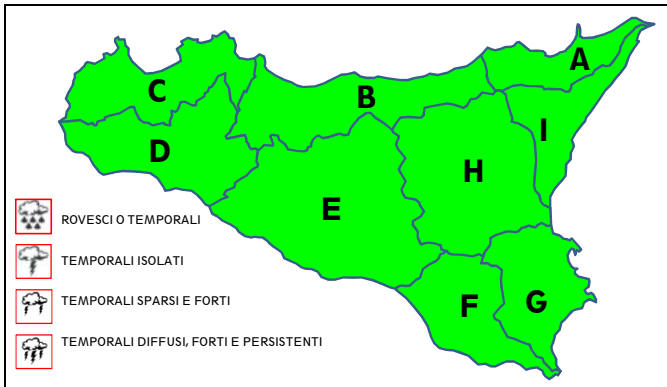 A
C
B
I
D
H
E
ROVESCI O TEMPORALI
TEMPORALI ISOLATI
F
G
TEMPORALI SPARSI E FORTI
TEMPORALI DIFFUSI, FORTI E PERSISTENTI